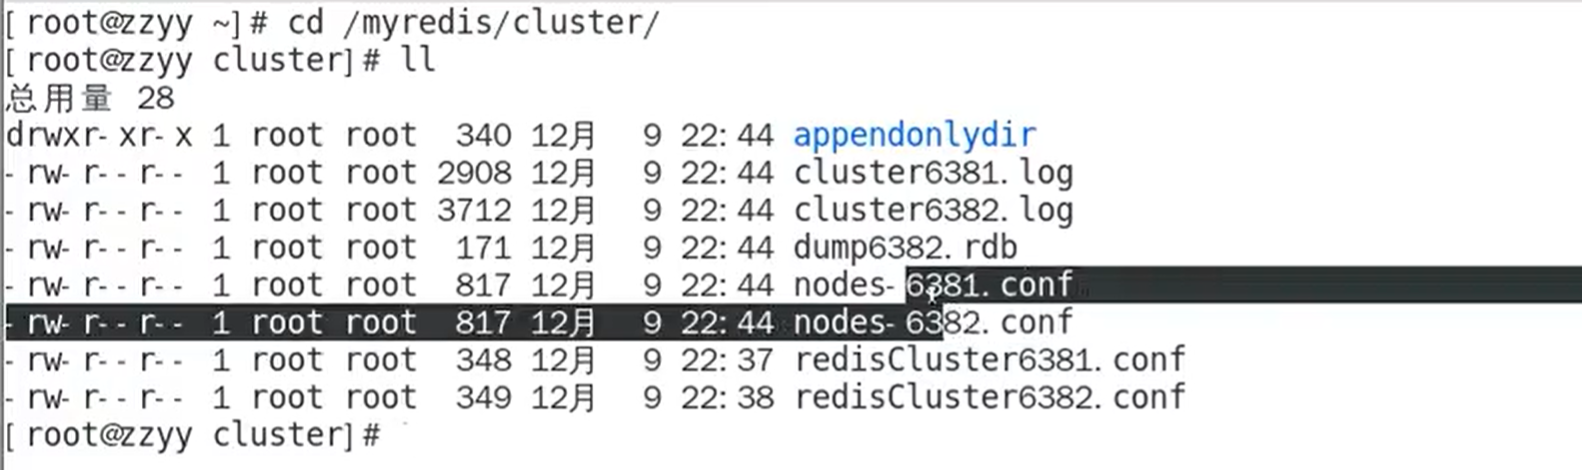 [root@zzyy ~]# cd /myredis/cluster/
[root@zzyy cluster]# ll
总用量 28
drwxr-xr-x 1 root root  340 12月  9 22:44 appendonlydir
-rw-r--r-- 1 root root 2908 12月  9 22:44 cluster6381.log
-rw-r--r-- 1 root root 3712 12月  9 22:44 cluster6382.log
-rw-r--r-- 1 root root  171 12月  9 22:44 dump6382.rdb
-rw-r--r-- 1 root root  817 12月  9 22:44 nodes-6381.conf
-rw-r--r-- 1 root root  817 12月  9 22:44 nodes-6382.conf
-rw-r--r-- 1 root root  348 12月  9 22:37 redisCluster6381.conf
-rw-r--r-- 1 root root  349 12月  9 22:38 redisCluster6382.conf
[root@zzyy cluster]#